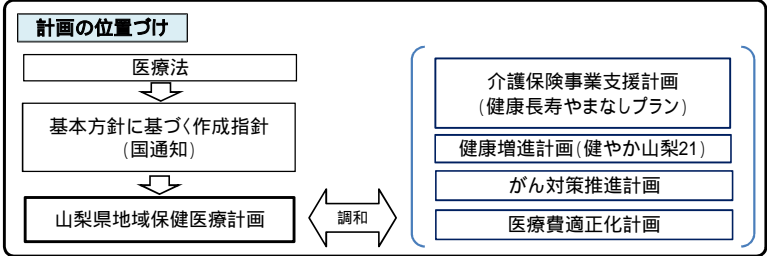 計画の位置づけ
医療法
基本方針に基づく作成指針
(国通知)
山梨県地域保健医療計画
調和
介護保険事業支援計画
(健康長寿やまなしプラン)
健康増進計画(健やか山梨21)
がん対策推進計画
医療費適正化計画